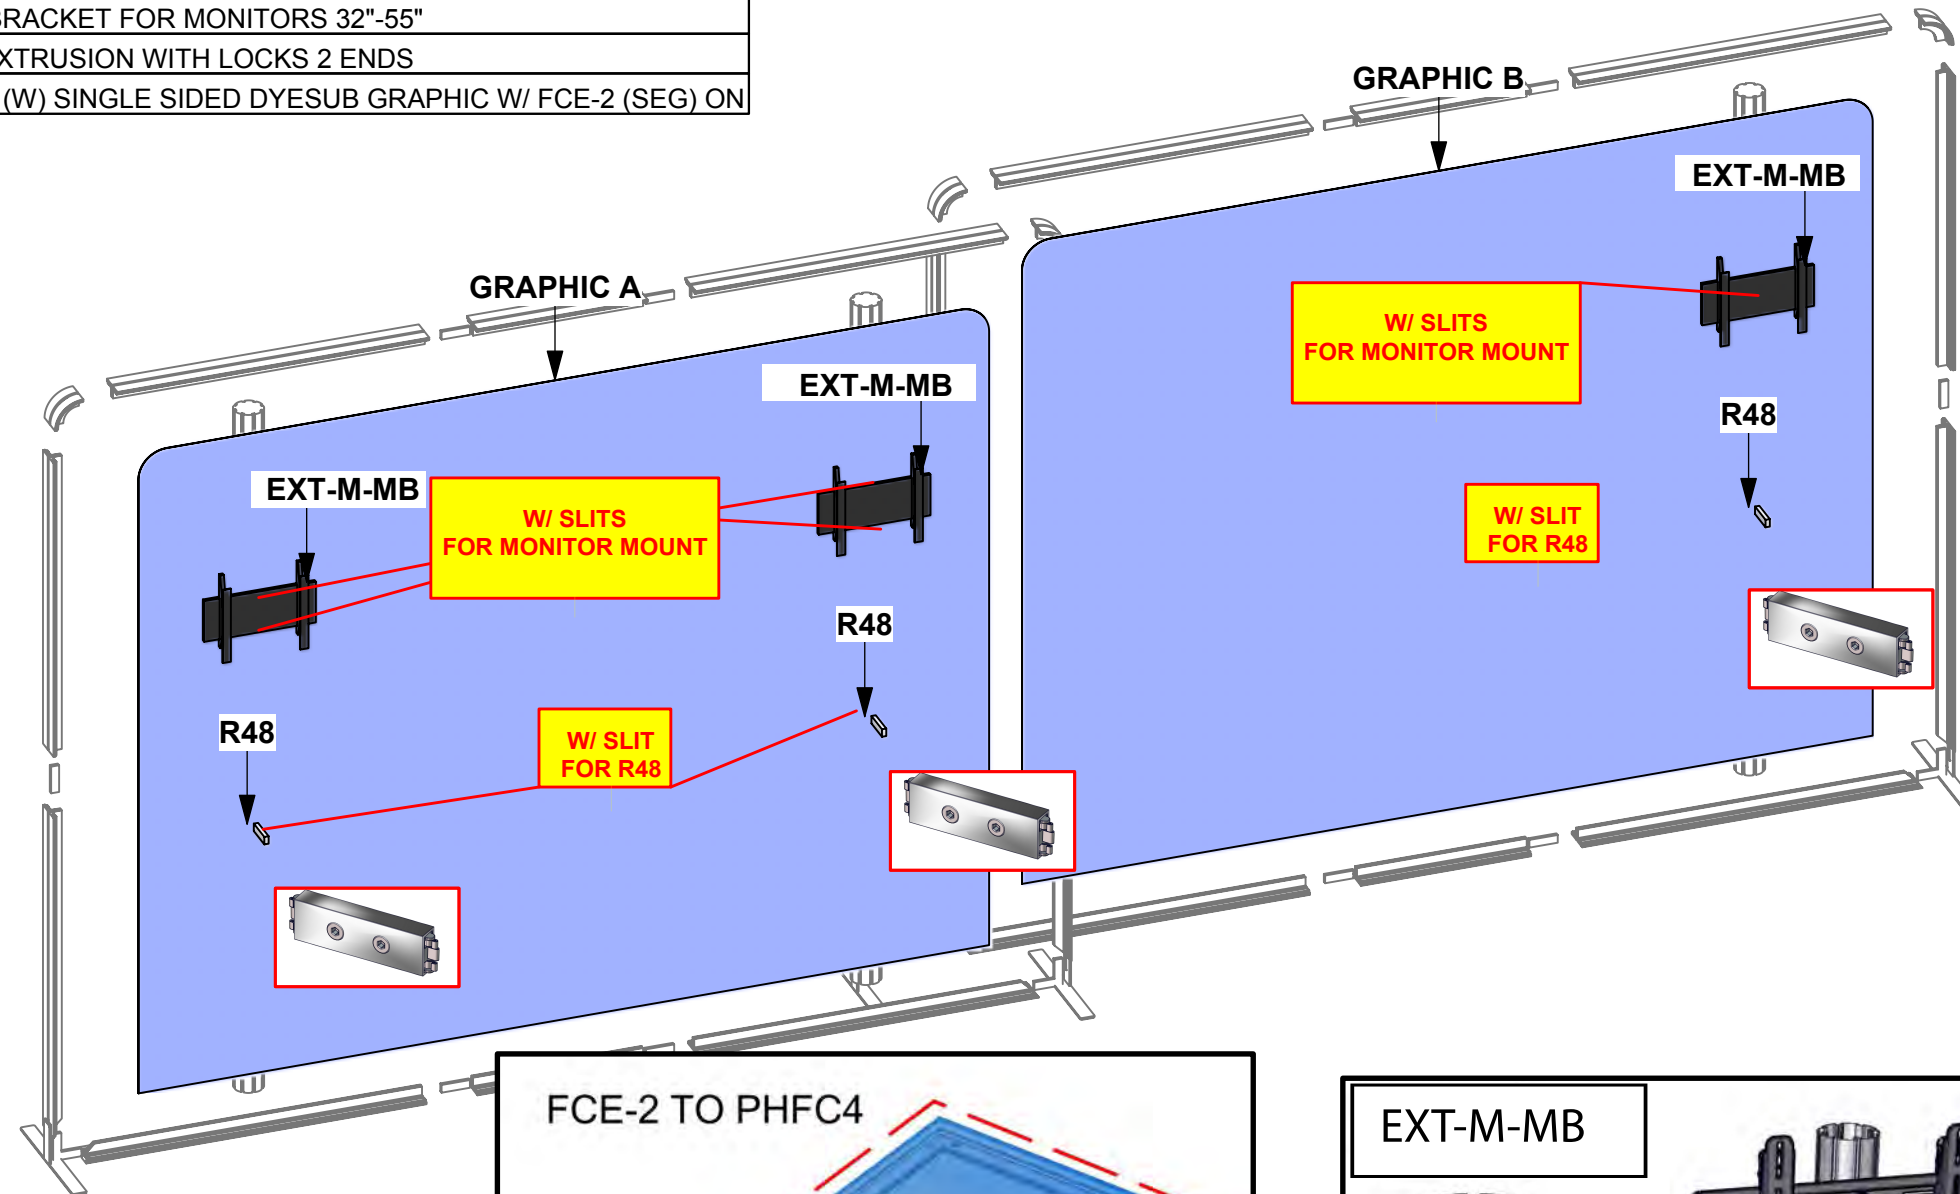 BRACKET FOR MONITORS 32"-55"
EXTRUSION WITH LOCKS 2 ENDS
(W) SINGLE SIDED DYESUB GRAPHIC W/ FCE-2 (SEG) ON
GRAPHIC B
EXT-M-MB
W/ SLITS
FOR MONITOR MOUNT
R48
W/ SLIT
FOR R48
GRAPHIC A
EXT-M-MB
EXT-M-MB
W/ SLITS
FOR MONITOR MOUNT
R48
R48
W/ SLIT
FOR R48
FCE-2 TO PHFC4
EXT-M-MB